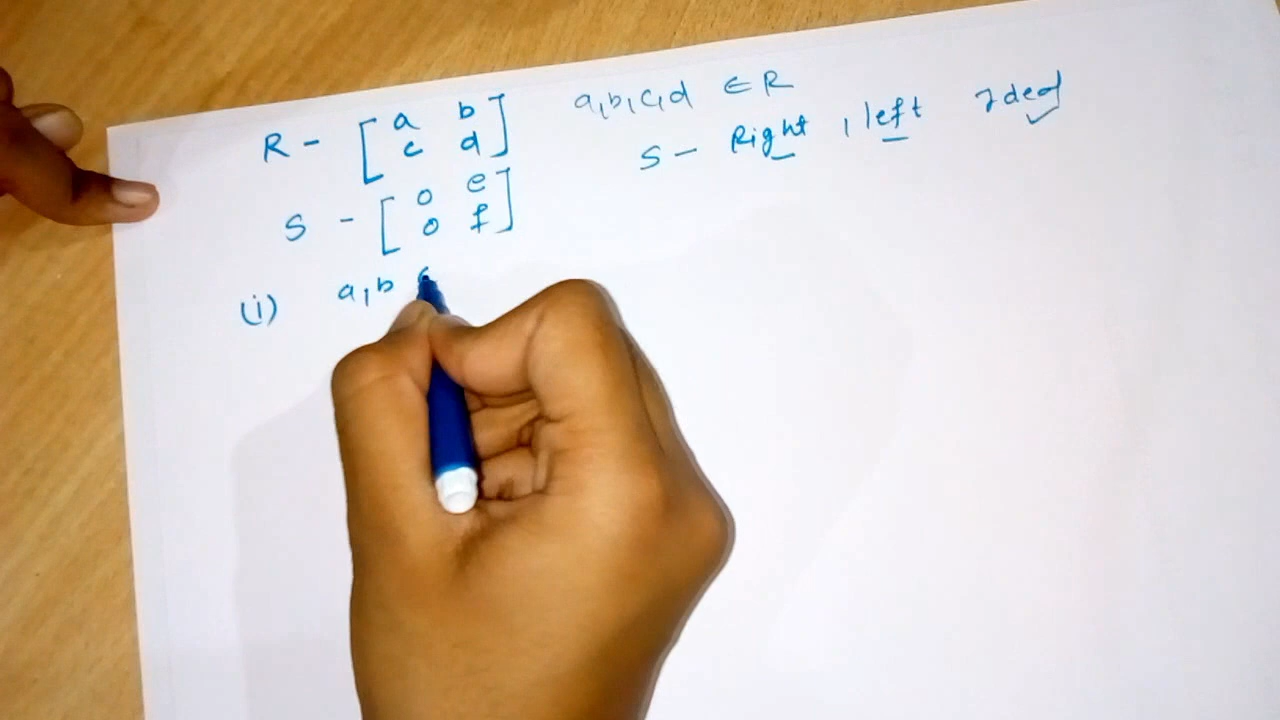 R - [ a b
c d ] a,b,c,d ∈ R
S - Right, left Ideal ✓
S - [ 0 e
0 f ]
(i) a,b